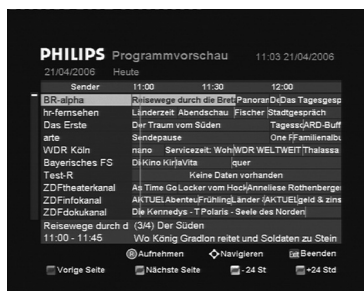 PHILIPS Programmvorschau 11:03 21/04/2006
21/04/2006 Heute
Sender 11:00 11:30 12:00
BR-alpha Reisewege durch die Breta Panorar De Das Tagesgesp
hr-fernsehen Länderzeit Abendschau Fischer Stadtgespräch
Das Erste Der Traum vom Süden Tagessc ARD-Buff
arte Sendepause One F Familienalbu
WDR Köln nano Servicezeit: Woh WDR WELTWEIT Thalassa
Bayerisches FS Di Kino Kir laVita quer
Test-R Keine Daten vorhanden
ZDFtheaterkanal As Time Go Locker vom Hock Anneliese Rothenberge
ZDFinfokanal AKTUEL Abenteu Frühling Länder / AKTUEL geld & zins
ZDFdokukanal Die Kennedys - T Polaris - Seele des Norden
Reisewege durch d (3/4) Der Süden
11:00 - 11:45 Wo König Gradlon reitet und Soldaten zu Stein
Aufnehmen Navigieren Beenden
Vorige Seite Nächste Seite - 24 St +24 Std